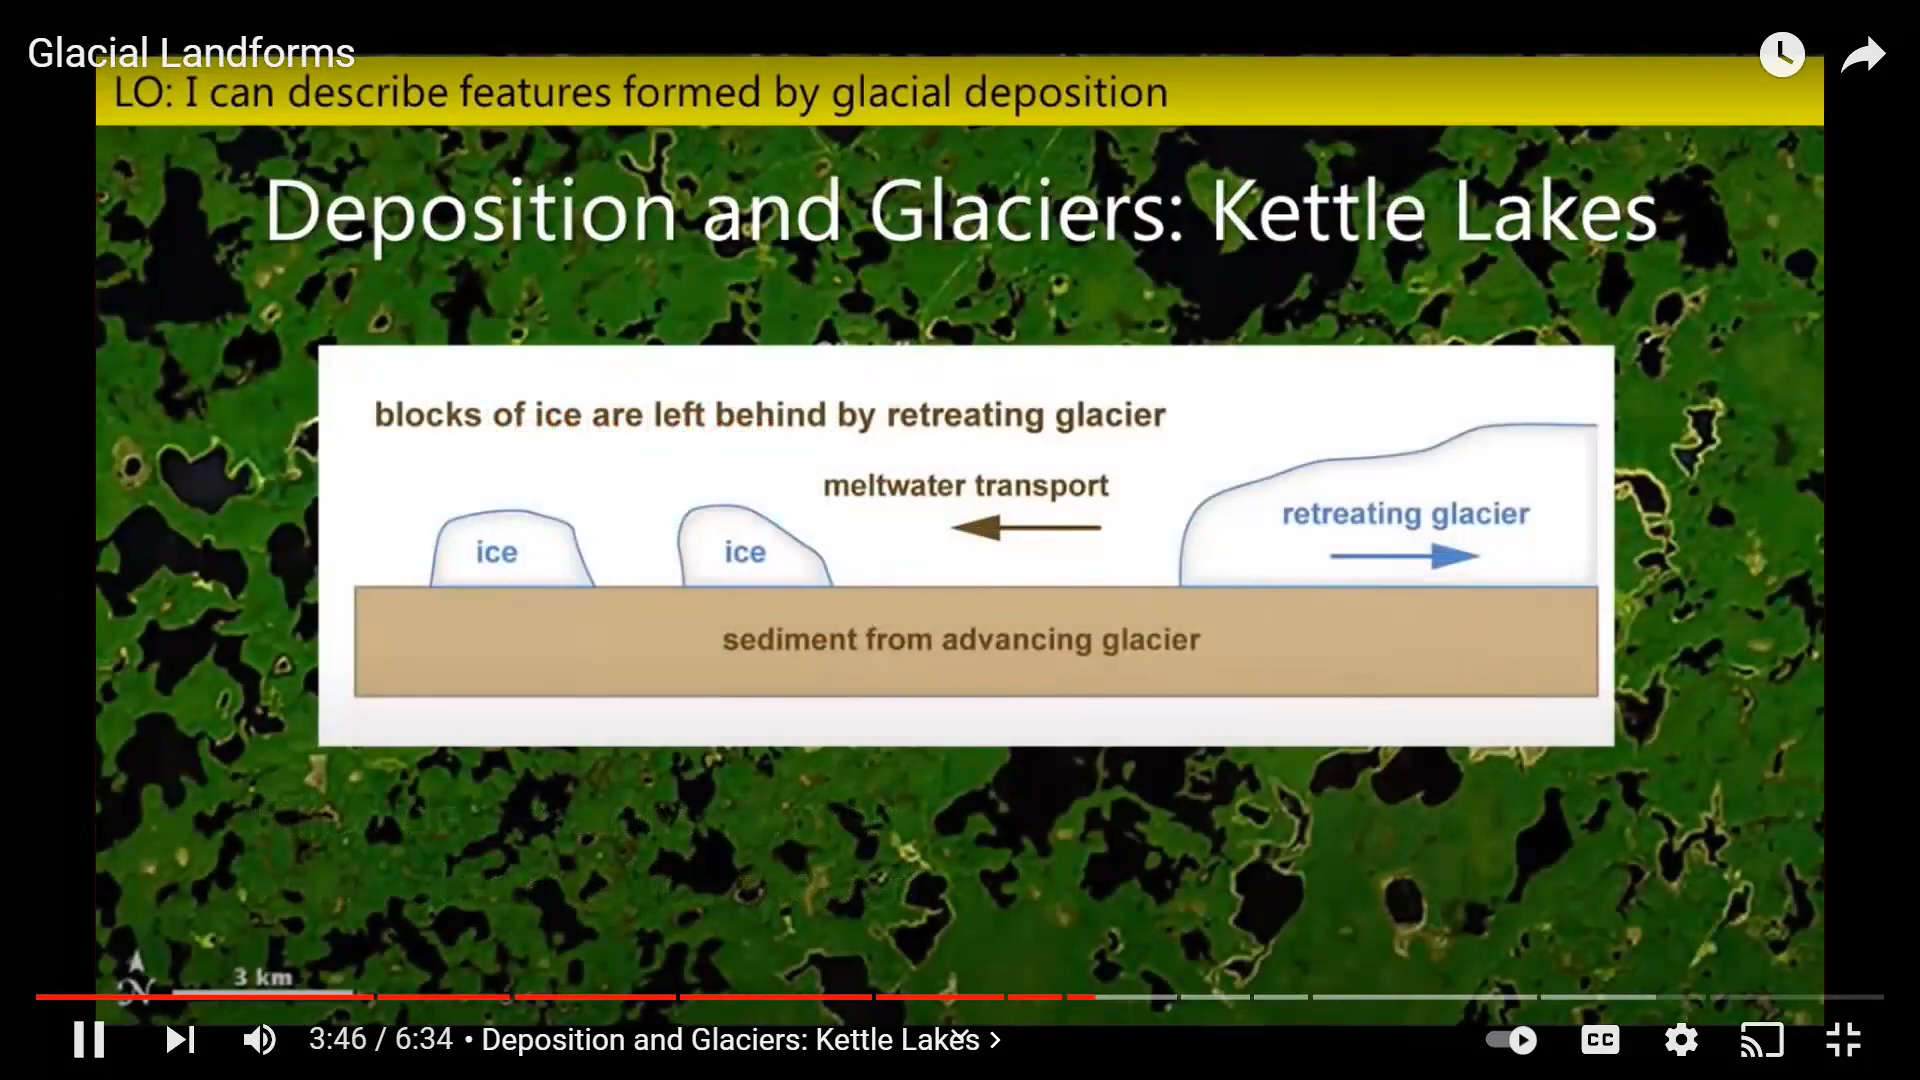 Glacial Landforms
LO: I can describe features formed by glacial deposition
Deposition and Glaciers: Kettle Lakes
blocks of ice are left behind by retreating glacier
meltwater transport
retreating glacier
ice
ice
sediment from advancing glacier
N
3 km
3:46 / 6:34 • Deposition and Glaciers: Kettle Lakes >
CC